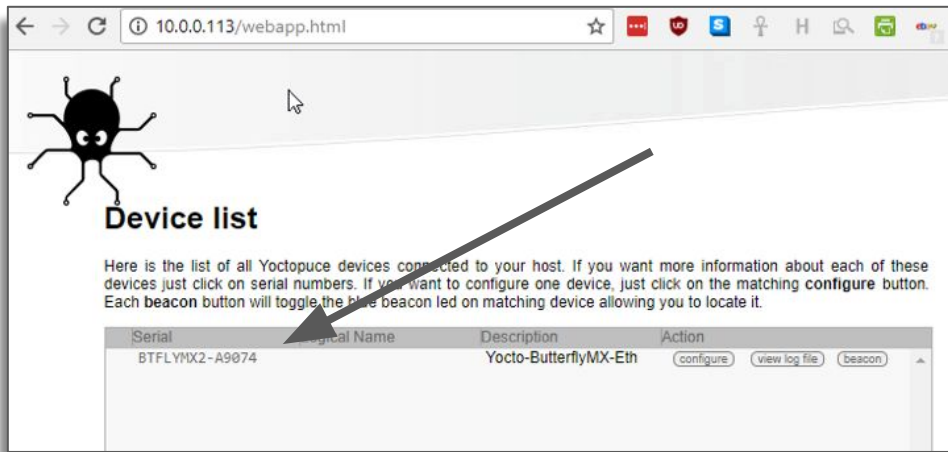 10.0.0.113/webapp.html
Device list
Here is the list of all Yoctopuce devices connected to your host. If you want more information about each of these
devices just click on serial numbers. If you want to configure one device, just click on the matching configure button.
Each beacon button will toggle the blue beacon led on matching device allowing you to locate it.
Serial Logical Name Description Action
BTFLYMX2-A9074 Yocto-ButterflyMX-Eth configure view log file beacon